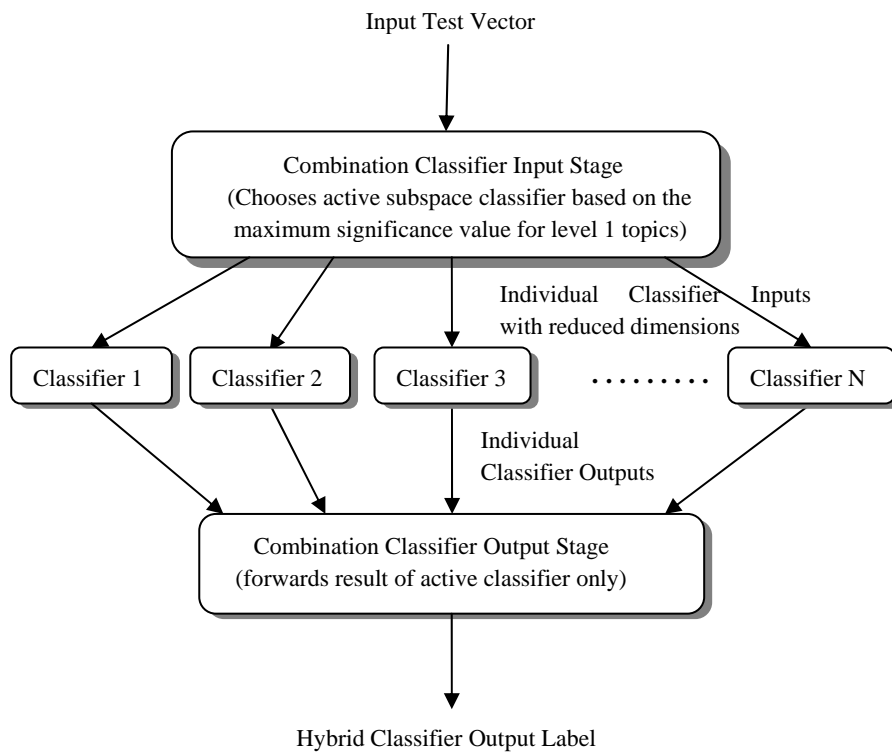 Input Test Vector
Combination Classifier Input Stage
(Chooses active subspace classifier based on the
maximum significance value for level 1 topics)
Individual Classifier Inputs
with reduced dimensions
Classifier 1
Classifier 2
Classifier 3
.........
Classifier N
Individual
Classifier Outputs
Combination Classifier Output Stage
(forwards result of active classifier only)
Hybrid Classifier Output Label